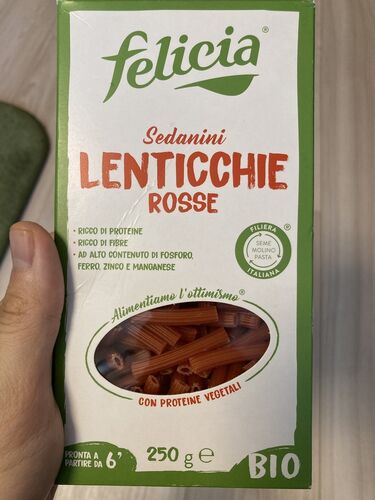 felicia®
Sedanini
LENTICCHIE
ROSSE
• RICCO DI PROTEINE
• RICCO DI FIBRE
• AD ALTO CONTENUTO DI FOSFORO,
FERRO, ZINCO E MANGANESE
®
FILIERA
SEME
MOLINO
PASTA
ITALIANA
Alimentiamo l'ottimismo®
CON PROTEINE VEGETALI
PRONTA A
PARTIRE DA 6'
250 g ℮
BIO